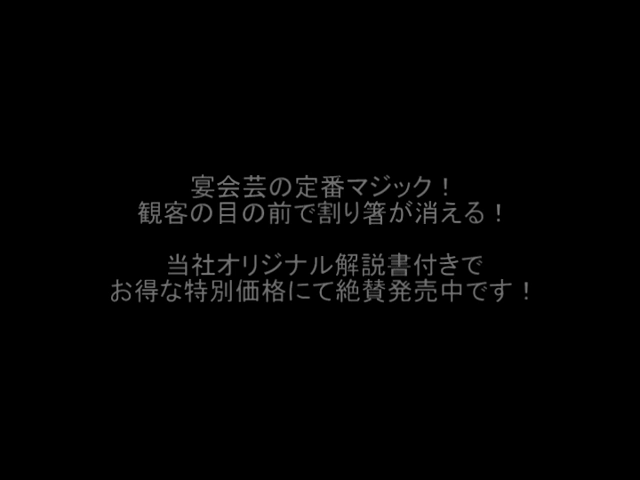 宴会芸の定番マジック！
観客の目の前で割り箸が消える！
当社オリジナル解説書付きで
お得な特別価格にて絶賛発売中です！